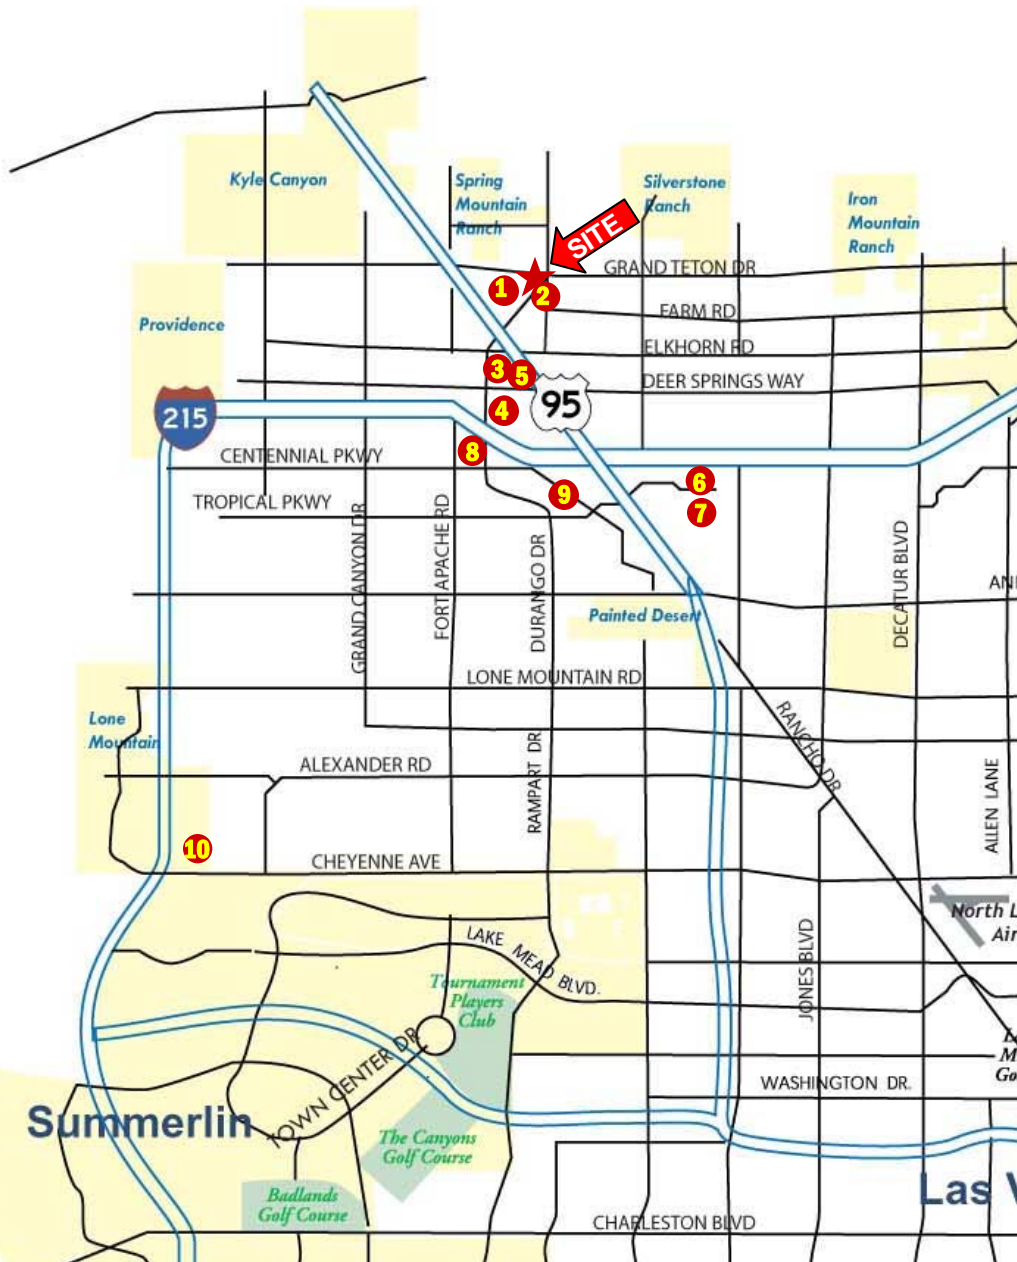 Kyle Canyon
Spring
Mountain
Ranch
Silverstone
Ranch
Iron
Mountain
Ranch
SITE
GRAND TETON DR
1
2
FARM RD
Providence
ELKHORN RD
3
5
DEER SPRINGS WAY
215
4
95
8
CENTENNIAL PKWY
6
9
TROPICAL PKWY
7
GRAND CANYON DR
FORT APACHE RD
DURANGO DR
DECATUR BLVD
AN
Painted Desert
LONE MOUNTAIN RD
Lone
Mountain
RANCHO DR
ALEXANDER RD
RAMPART DR
ALLEN LANE
10
CHEYENNE AVE
North L
Air
LAKE MEAD BLVD.
JONES BLVD
Tournament
Players
Club
L
M
Go
TOWN CENTER DR
WASHINGTON DR.
Summerlin
The Canyons
Golf Course
Las V
Badlands
Golf Course
CHARLESTON BLVD